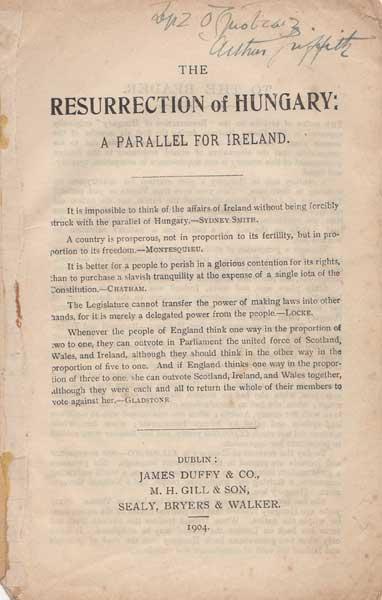 Arthur Griffith
THE
RESURRECTION of HUNGARY:
A PARALLEL FOR IRELAND.
It is impossible to think of the affairs of Ireland without being forcibly
struck with the parallel of Hungary.—SYDNEY SMITH.
A country is prosperous, not in proportion to its fertility, but in pro-
portion to its freedom.—MONTESQUIEU.
It is better for a people to perish in a glorious contention for its rights,
than to purchase a slavish tranquility at the expense of a single iota of the
Constitution.—CHATHAM.
The Legislature cannot transfer the power of making laws into other
hands, for it is merely a delegated power from the people.—LOCKE.
Whenever the people of England think one way in the proportion of
two to one, they can outvote in Parliament the united force of Scotland,
Wales, and Ireland, although they should think in the other way in the
proportion of five to one. And if England thinks one way in the propor-
tion of three to one, she can outvote Scotland, Ireland, and Wales together,
although they were each and all to return the whole of their members to
vote against her.—GLADSTONE
DUBLIN:
JAMES DUFFY & CO.,
M. H. GILL & SON,
SEALY, BRYERS & WALKER.
1904.